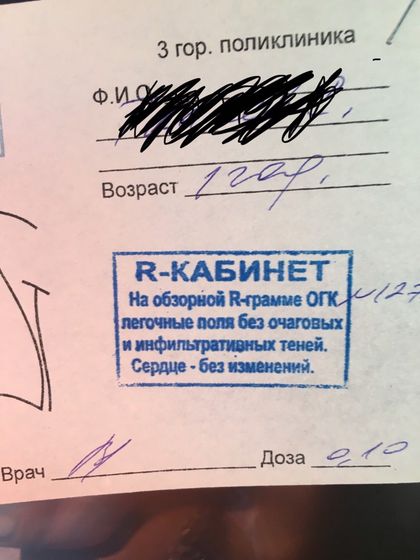 3 гор. поликлиника
Ф.И.О
Возраст 1 год.
R-КАБИНЕТ
На обзорной R-грамме ОГК №127
легочные поля без очаговых
и инфильтративных теней.
Сердце - без изменений.
Врач
Доза 0,10